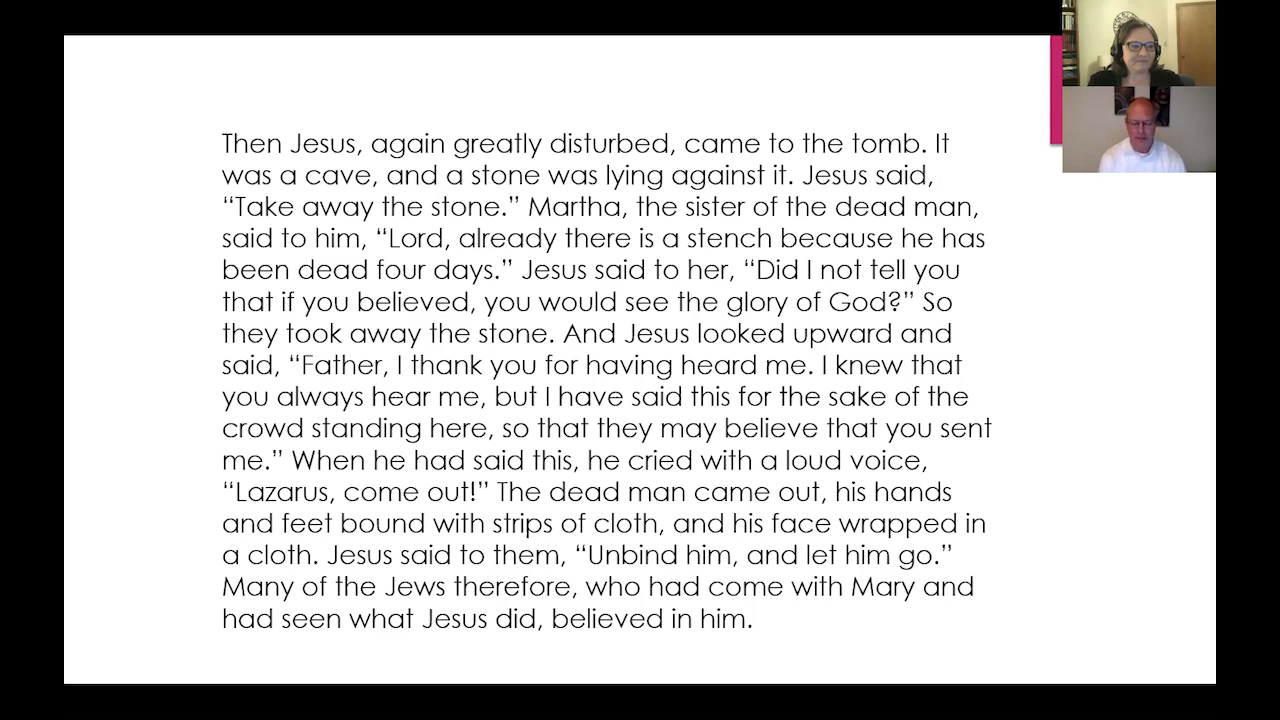 Then Jesus, again greatly disturbed, came to the tomb. It
was a cave, and a stone was lying against it. Jesus said,
“Take away the stone.” Martha, the sister of the dead man,
said to him, “Lord, already there is a stench because he has
been dead four days.” Jesus said to her, “Did I not tell you
that if you believed, you would see the glory of God?” So
they took away the stone. And Jesus looked upward and
said, “Father, I thank you for having heard me. I knew that
you always hear me, but I have said this for the sake of the
crowd standing here, so that they may believe that you sent
me.” When he had said this, he cried with a loud voice,
“Lazarus, come out!” The dead man came out, his hands
and feet bound with strips of cloth, and his face wrapped in
a cloth. Jesus said to them, “Unbind him, and let him go.”
Many of the Jews therefore, who had come with Mary and
had seen what Jesus did, believed in him.